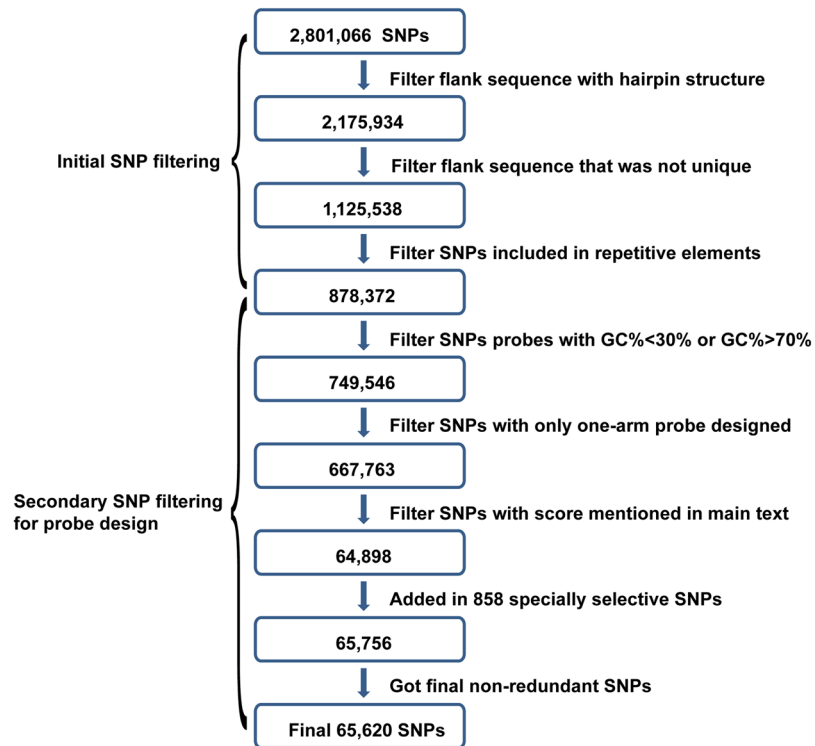 2,801,066 SNPs
Filter flank sequence with hairpin structure
2,175,934
Initial SNP filtering
Filter flank sequence that was not unique
1,125,538
Filter SNPs included in repetitive elements
878,372
Filter SNPs probes with GC%<30% or GC%>70%
749,546
Filter SNPs with only one-arm probe designed
667,763
Secondary SNP filtering
for probe design
Filter SNPs with score mentioned in main text
64,898
Added in 858 specially selective SNPs
65,756
Got final non-redundant SNPs
Final 65,620 SNPs